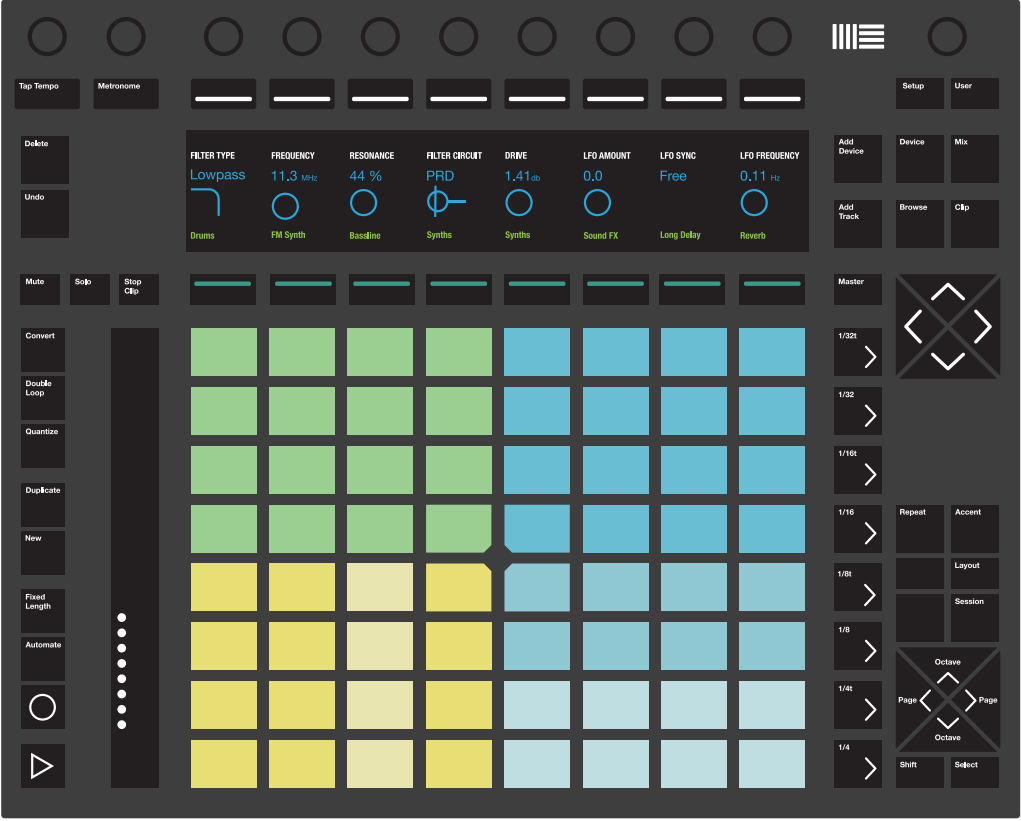 Tap Tempo
Metronome
Setup
User
Delete
Undo
FILTER TYPE FREQUENCY RESONANCE FILTER CIRCUIT DRIVE LFO AMOUNT LFO SYNC LFO FREQUENCY
Lowpass 11.3 MHz 44 % PRD 1.41 db 0.0 Free 0.11 Hz
Drums FM Synth Bassline Synths Synths Sound FX Long Delay Reverb
Add
Device
Device
Mix
Add
Track
Browse
Clip
Mute
Solo
Stop
Clip
Master
Convert
Double
Loop
Quantize
Duplicate
New
Fixed
Length
Automate
1/32t
1/32
1/16t
1/16
1/8t
1/8
1/4t
1/4
Repeat
Accent
Layout
Session
Octave
Page
Page
Octave
Shift
Select